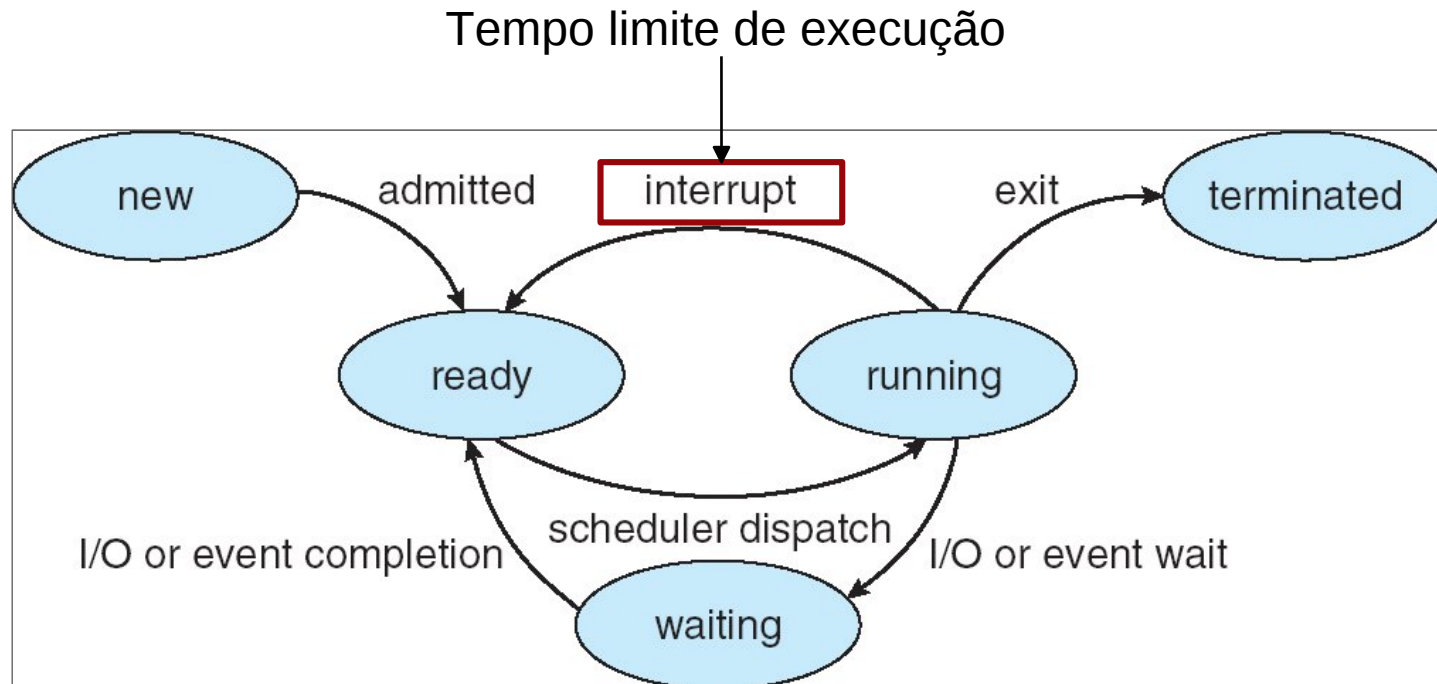 Tempo limite de execução
new
admitted
interrupt
exit
terminated
ready
running
I/O or event completion
scheduler dispatch
I/O or event wait
waiting